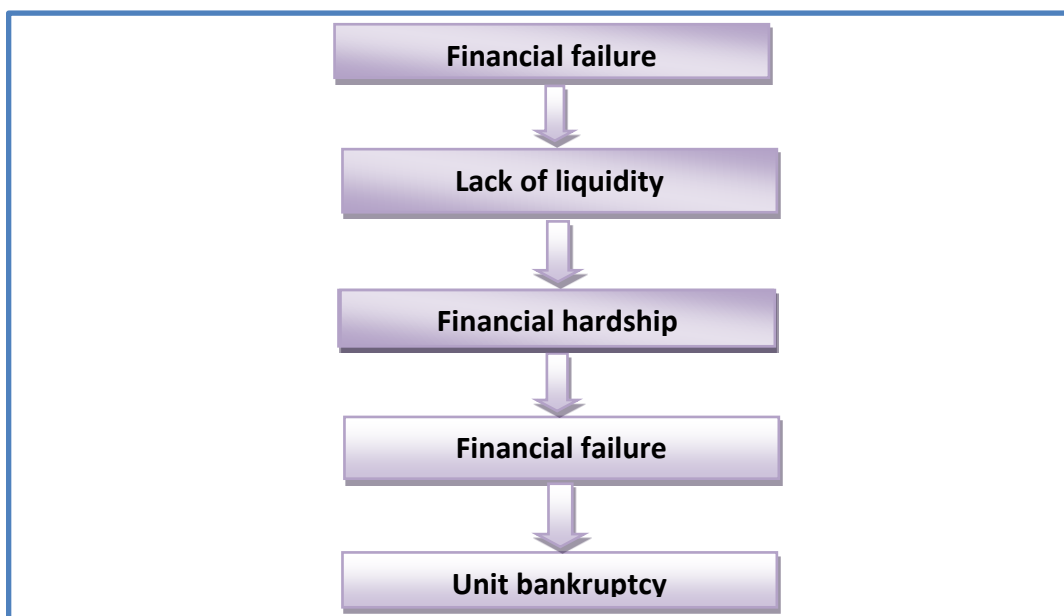 Financial failure
Lack of liquidity
Financial hardship
Financial failure
Unit bankruptcy